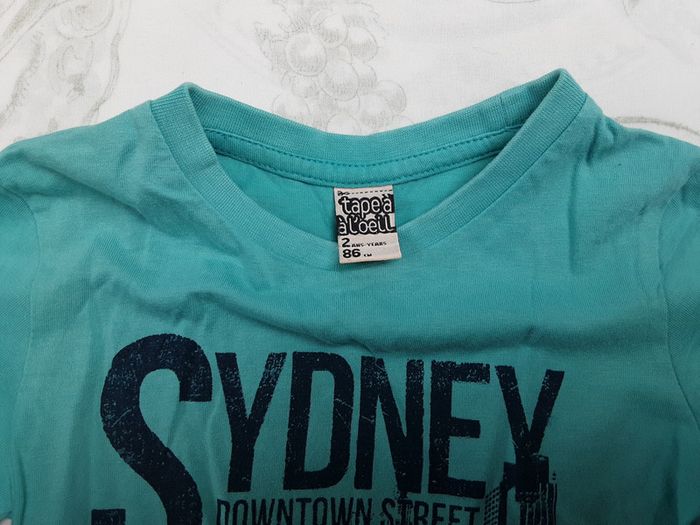 tape à
à l'oeil
2 ANS-YEARS
86 CM
SYDNEY
DOWNTOWN STREET